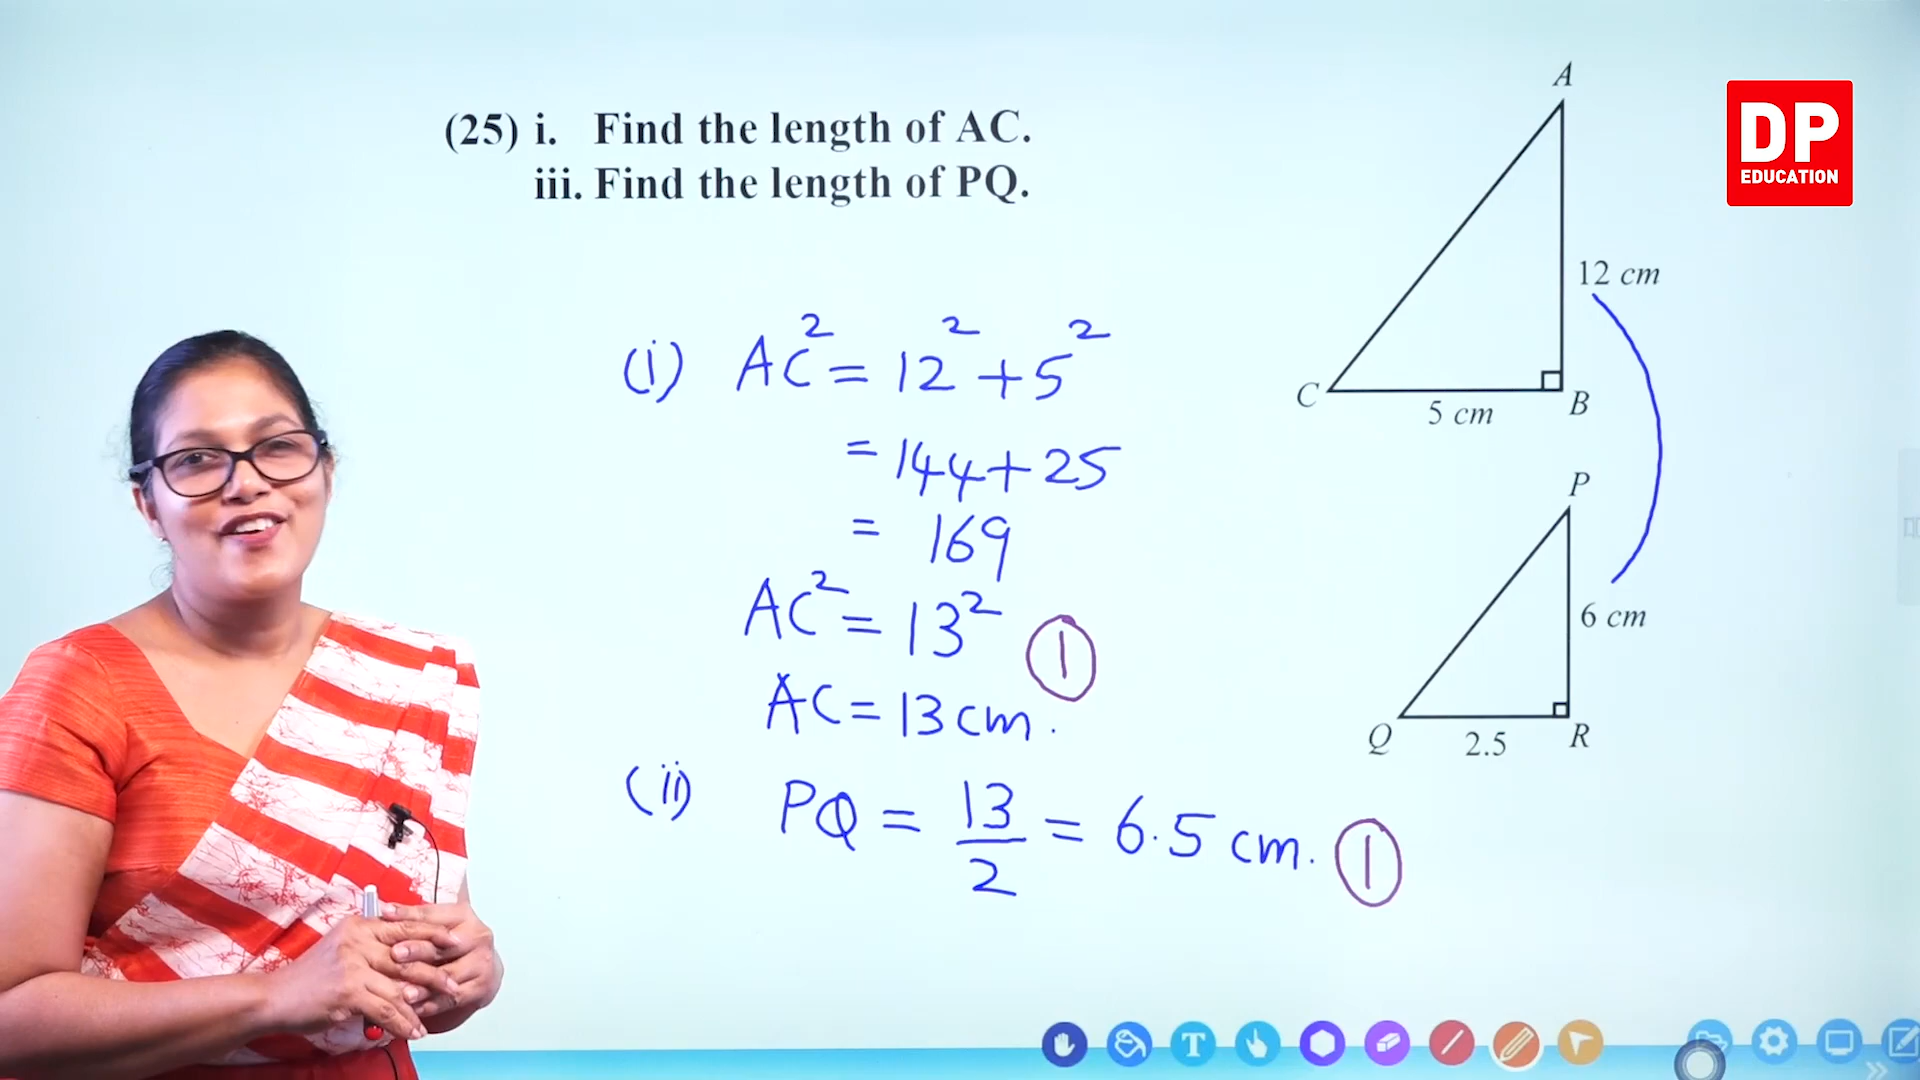 (25) i. Find the length of AC.
iii. Find the length of PQ.
DP
EDUCATION
A
12 cm
C
5 cm
B
P
6 cm
Q
2.5
R
(i) AC² = 12² + 5²
= 144 + 25
= 169
AC² = 13²
①
AC = 13 cm.
(ii) PQ = 13/2 = 6.5 cm. ①
T